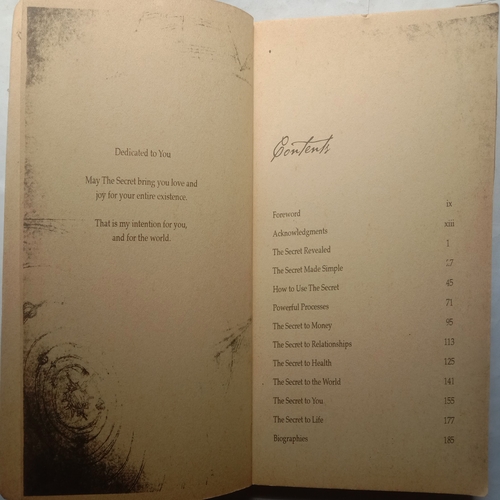 Dedicated to You
May The Secret bring you love and
joy for your entire existence.
That is my intention for you,
and for the world.
Contents
Foreword ix
Acknowledgments xiii
The Secret Revealed 1
The Secret Made Simple
How to Use The Secret 45
Powerful Processes 71
The Secret to Money 95
The Secret to Relationships 113
The Secret to Health 125
The Secret to the World 141
The Secret to You 155
The Secret to Life 177
Biographies 185